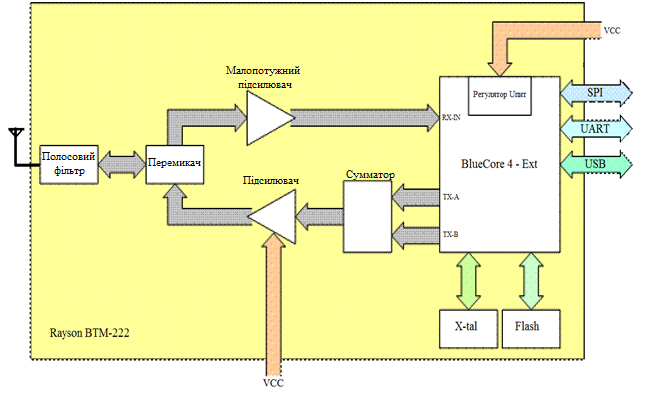 VCC
Малопотужний
підсилювач
Регулятор Uпит
SPI
RX-IN
UART
BlueCore 4 - Ext
USB
Полосовий
фільтр
Перемикач
Підсилювач
Сумматор
TX-A
TX-B
X-tal
Flash
Rayson BTM-222
VCC